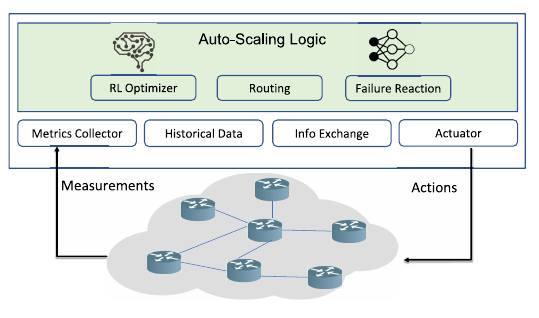 Auto-Scaling Logic
RL Optimizer
Routing
Failure Reaction
Metrics Collector
Historical Data
Info Exchange
Actuator
Measurements
Actions